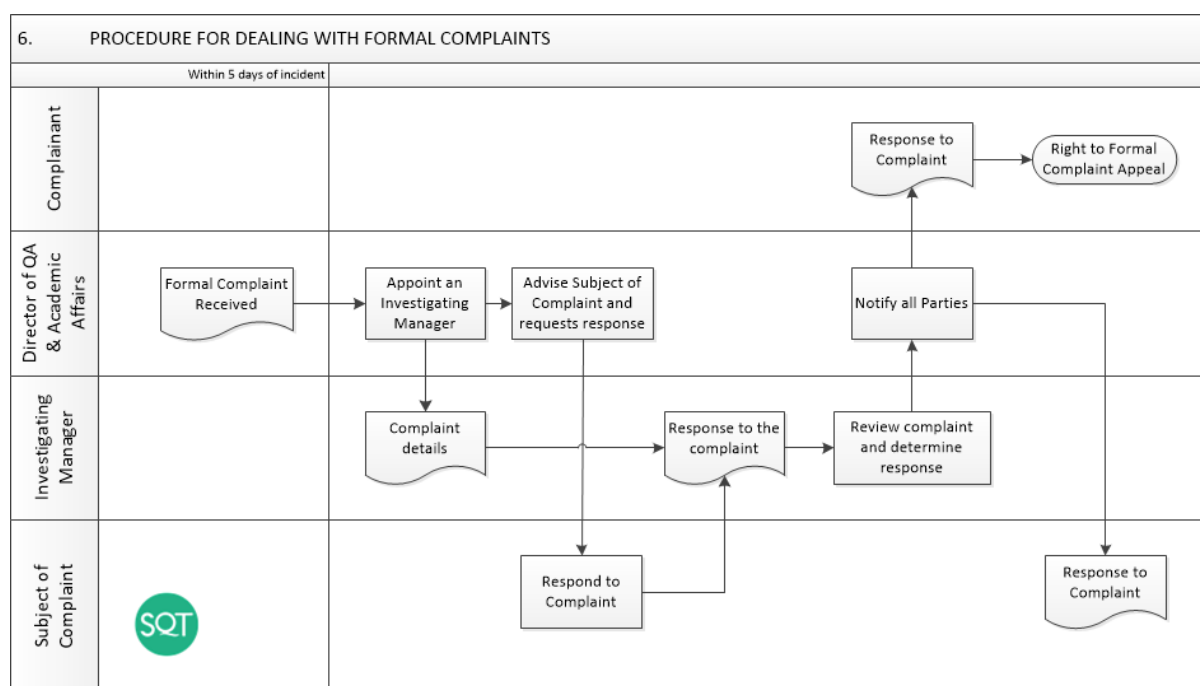 6. PROCEDURE FOR DEALING WITH FORMAL COMPLAINTS
Within 5 days of incident
Complainant
Response to
Complaint
Right to Formal
Complaint Appeal
Director of QA
& Academic
Affairs
Formal Complaint
Received
Appoint an
Investigating
Manager
Advise Subject of
Complaint and
requests response
Notify all Parties
Investigating
Manager
Complaint
details
Response to the
complaint
Review complaint
and determine
response
Subject of
Complaint
SQT
Respond to
Complaint
Response to
Complaint